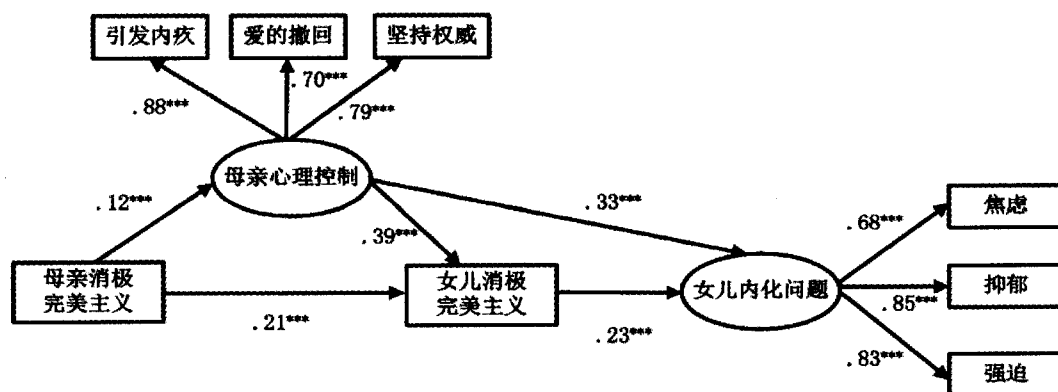 引发内疚
爱的撤回
坚持权威
.88***
.70***
.79***
母亲心理控制
.12***
.39***
.33***
母亲消极
完美主义
.21***
女儿消极
完美主义
.23***
女儿内化问题
.68***
焦虑
.85***
抑郁
.83***
强迫